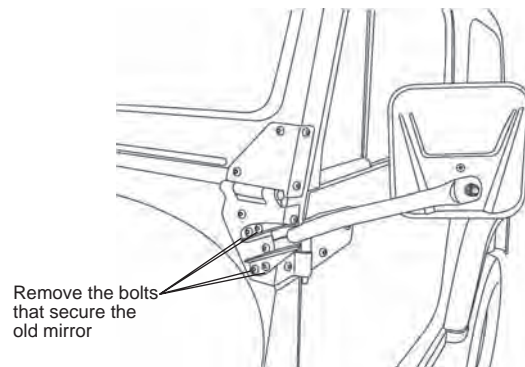 Remove the bolts
that secure the
old mirror